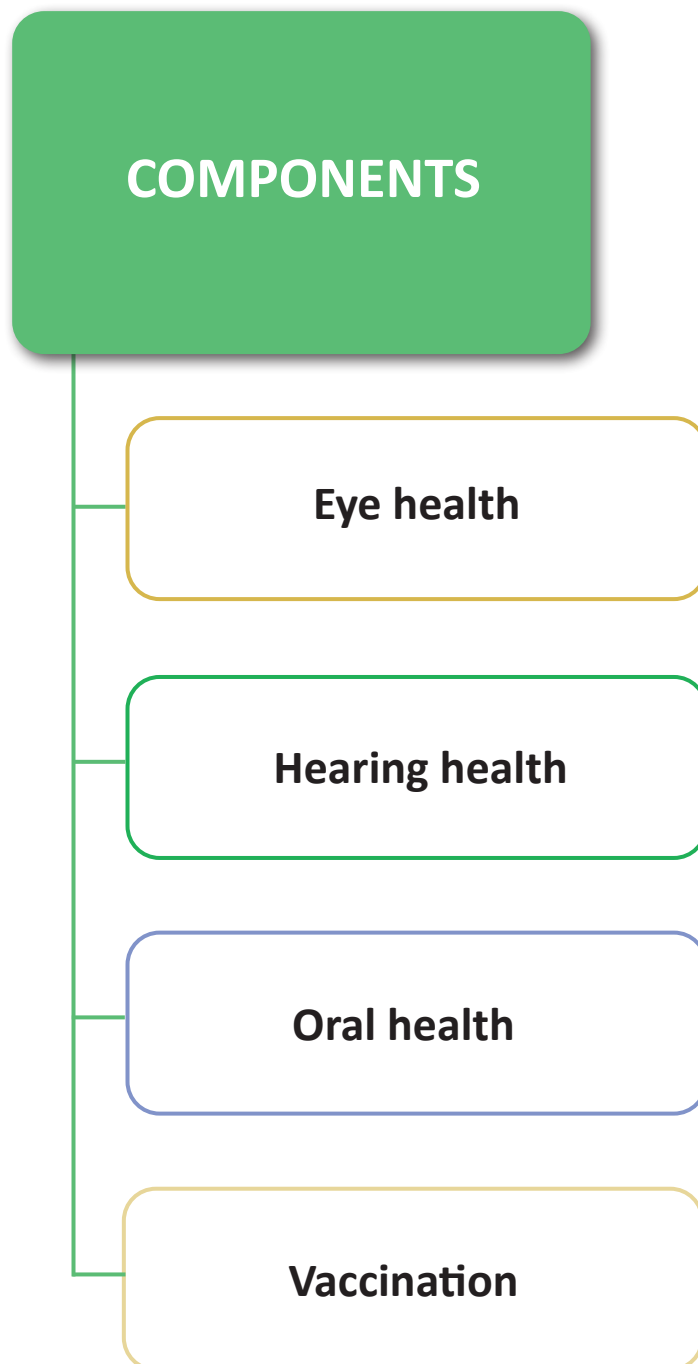 COMPONENTS
Eye health
Hearing health
Oral health
Vaccination